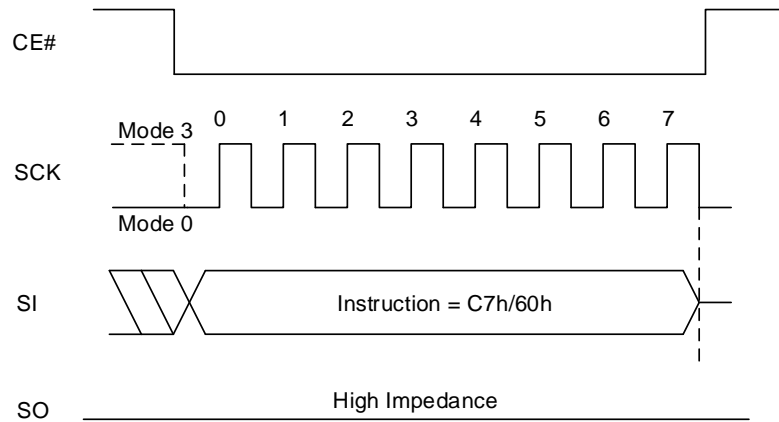 CE#
0 1 2 3 4 5 6 7
Mode 3
SCK
Mode 0
SI
Instruction = C7h/60h
High Impedance
SO